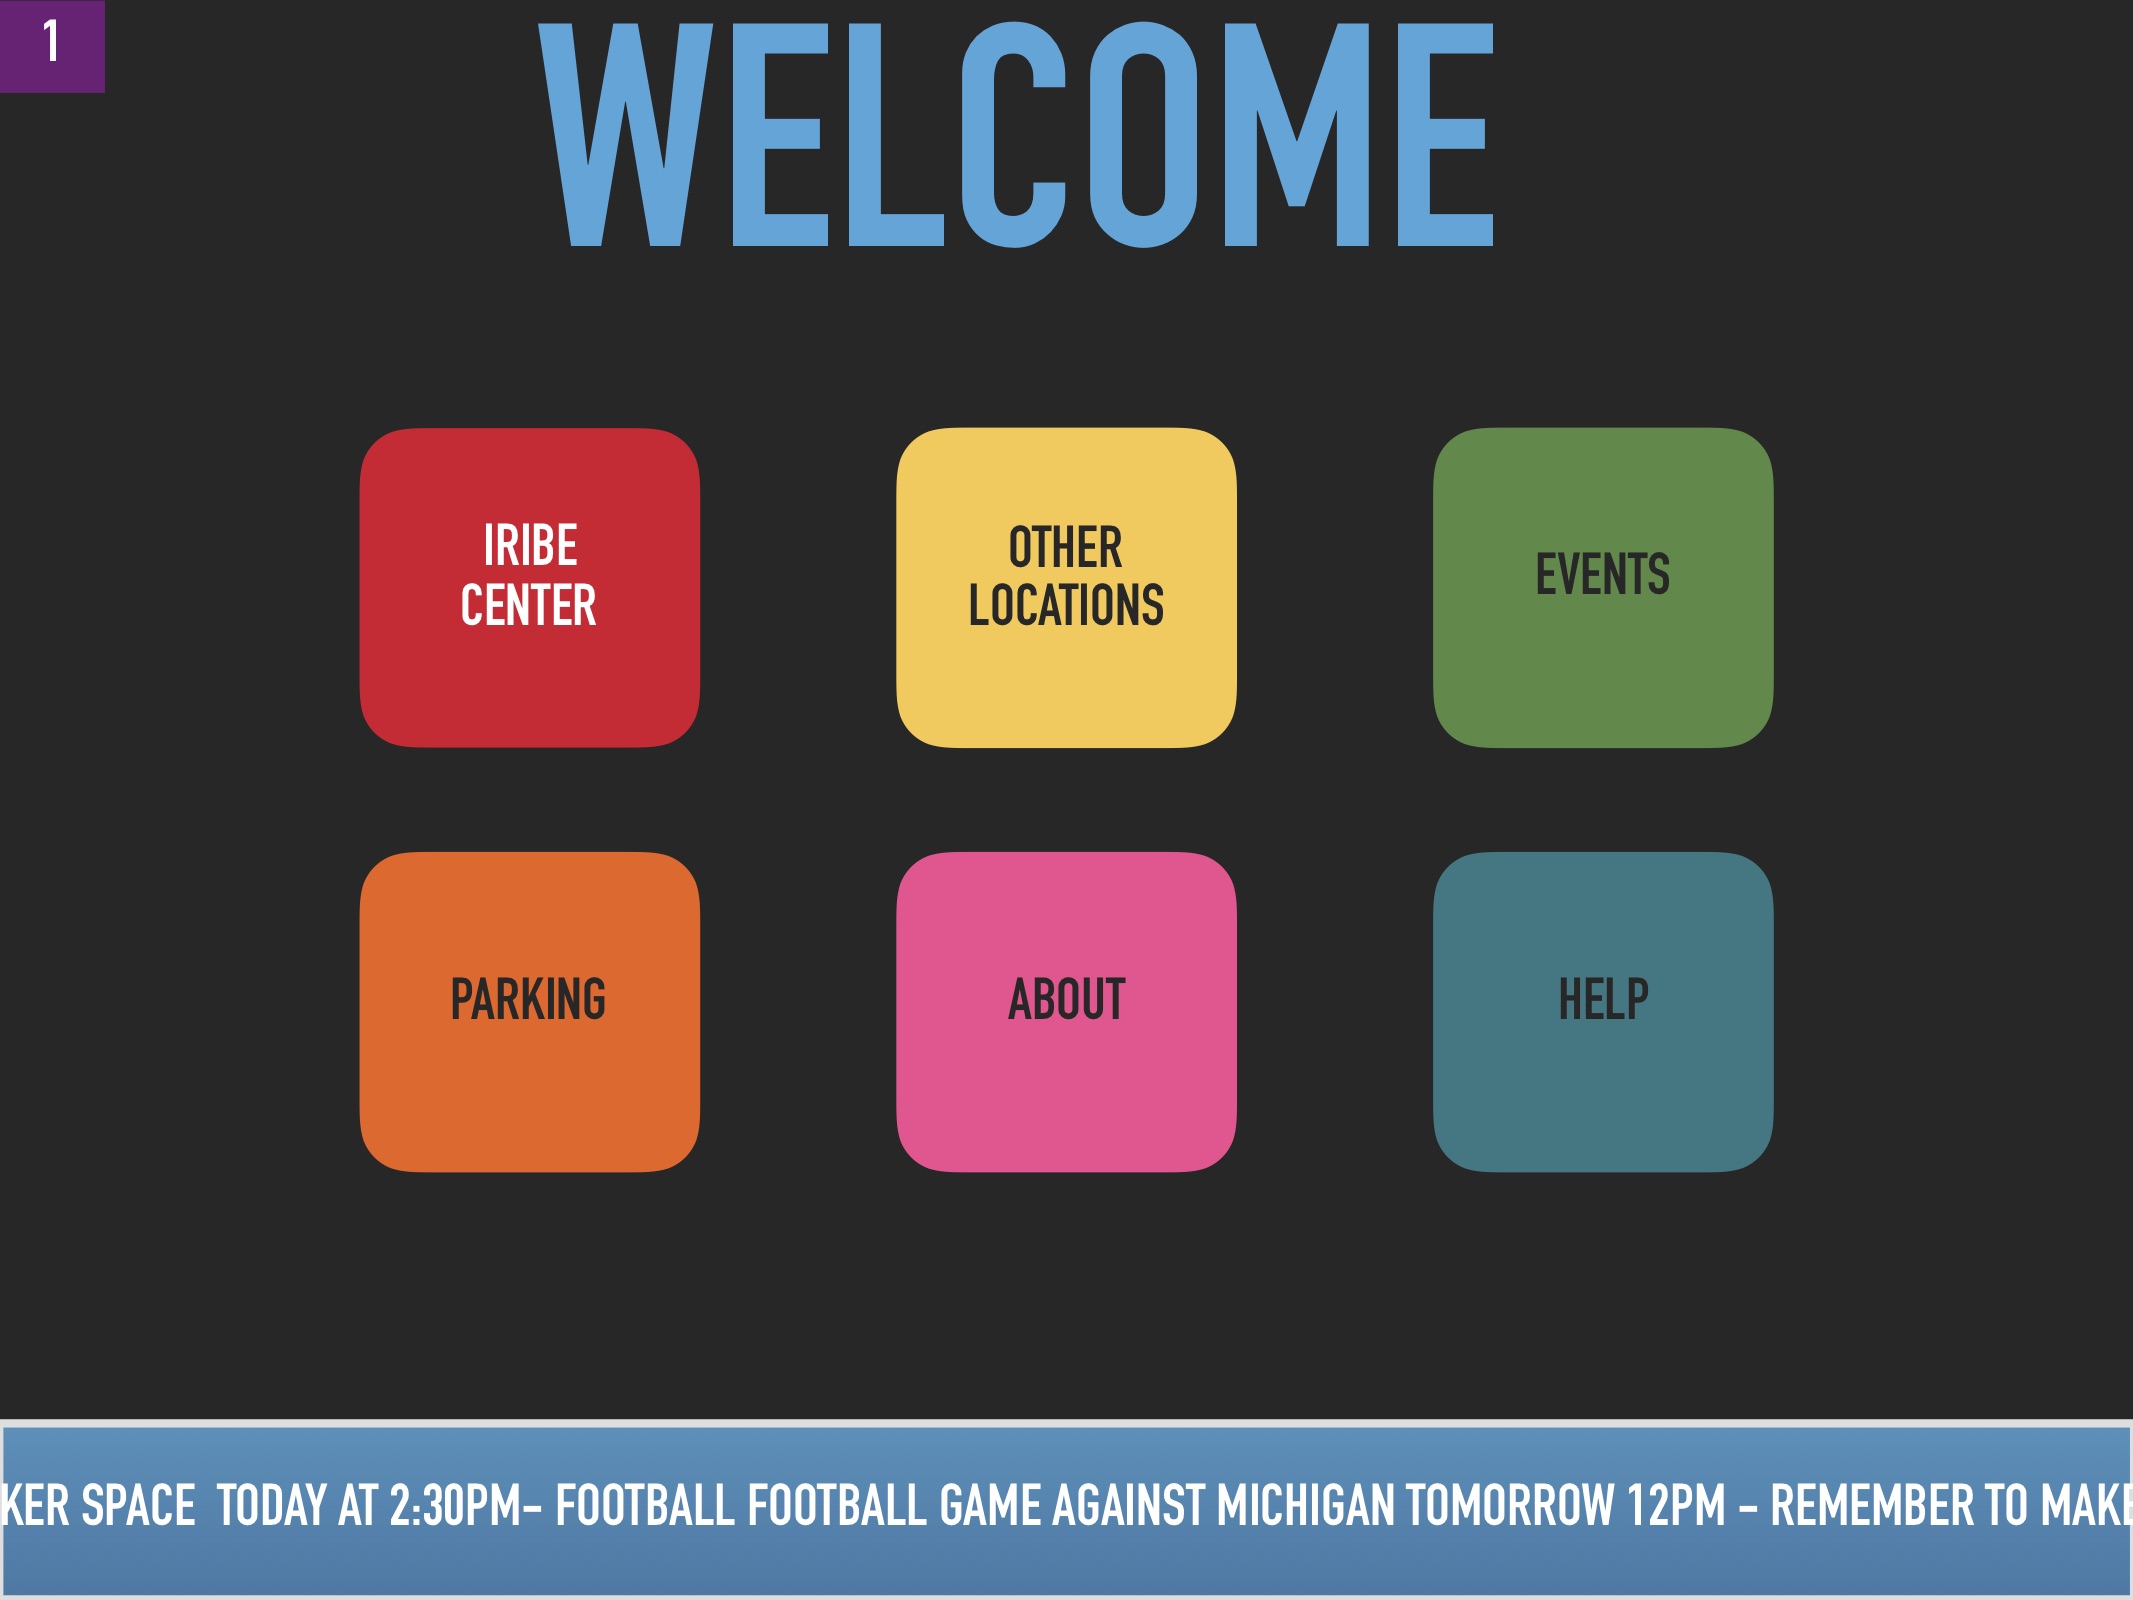 1
WELCOME
IRIBE
CENTER
OTHER
LOCATIONS
EVENTS
PARKING
ABOUT
HELP
KER SPACE  TODAY AT 2:30PM- FOOTBALL FOOTBALL GAME AGAINST MICHIGAN TOMORROW 12PM - REMEMBER TO MAKE